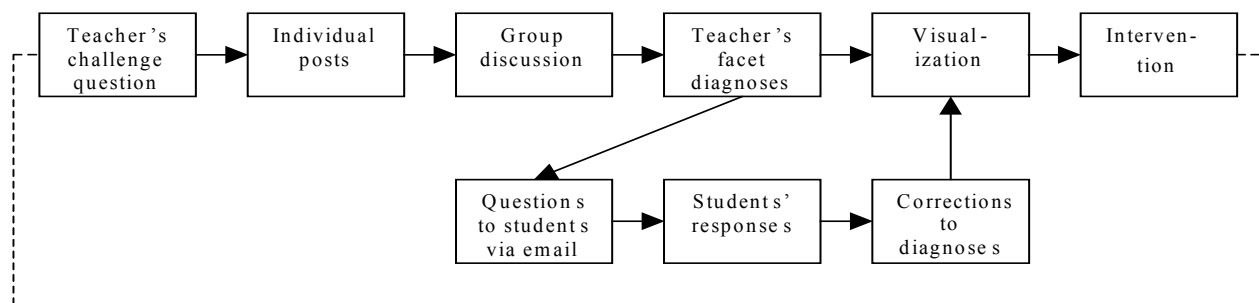 Teacher's
challenge
question
Individual
posts
Group
discussion
Teacher's
facet
diagnoses
Visual-
ization
Interven-
tion
Questions
to students
via email
Students'
responses
Corrections
to
diagnoses